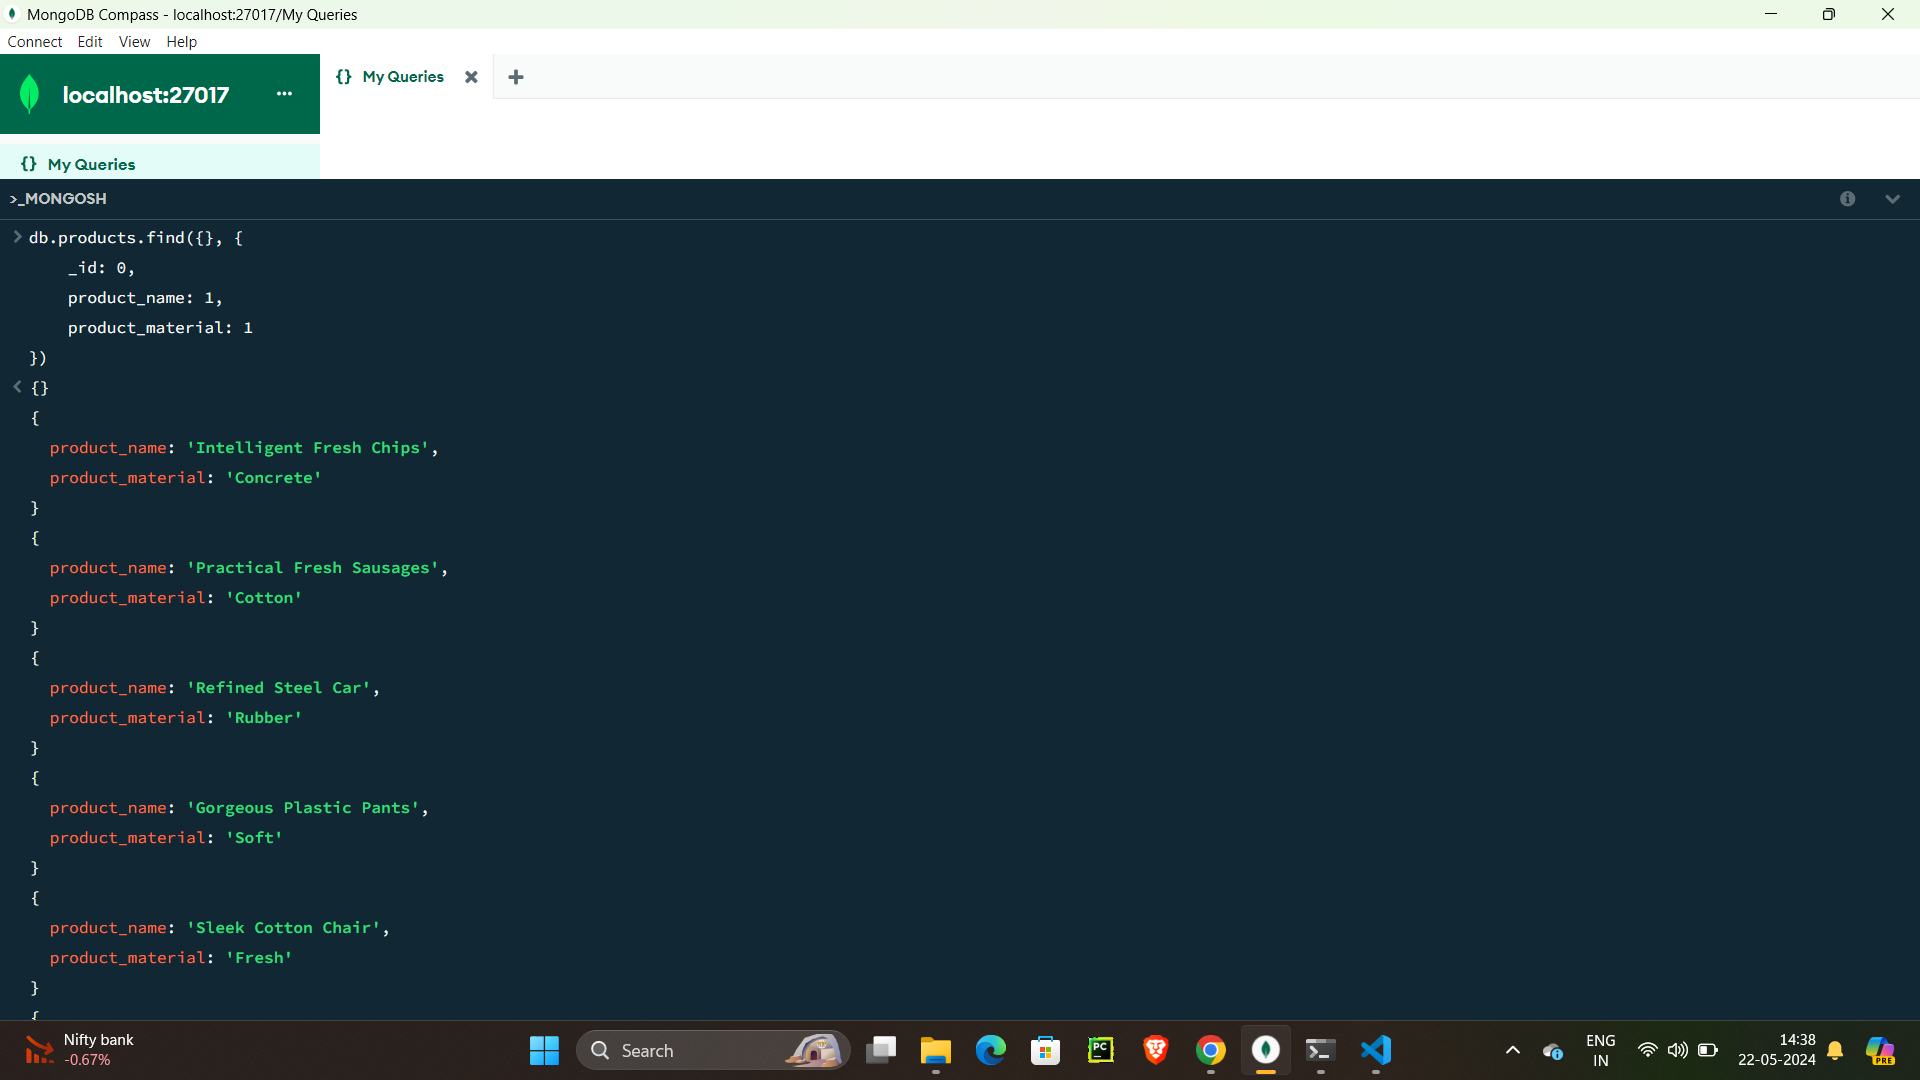 MongoDB Compass - localhost:27017/My Queries
Connect Edit View Help
localhost:27017 ...
{} My Queries
{} My Queries
>_MONGOSH
db.products.find({}, {
_id: 0,
product_name: 1,
product_material: 1
})
{}
{
product_name: 'Intelligent Fresh Chips',
product_material: 'Concrete'
}
{
product_name: 'Practical Fresh Sausages',
product_material: 'Cotton'
}
{
product_name: 'Refined Steel Car',
product_material: 'Rubber'
}
{
product_name: 'Gorgeous Plastic Pants',
product_material: 'Soft'
}
{
product_name: 'Sleek Cotton Chair',
product_material: 'Fresh'
}
{
Nifty bank
-0.67%
Search
PC
ENG
IN
14:38
22-05-2024
PRE